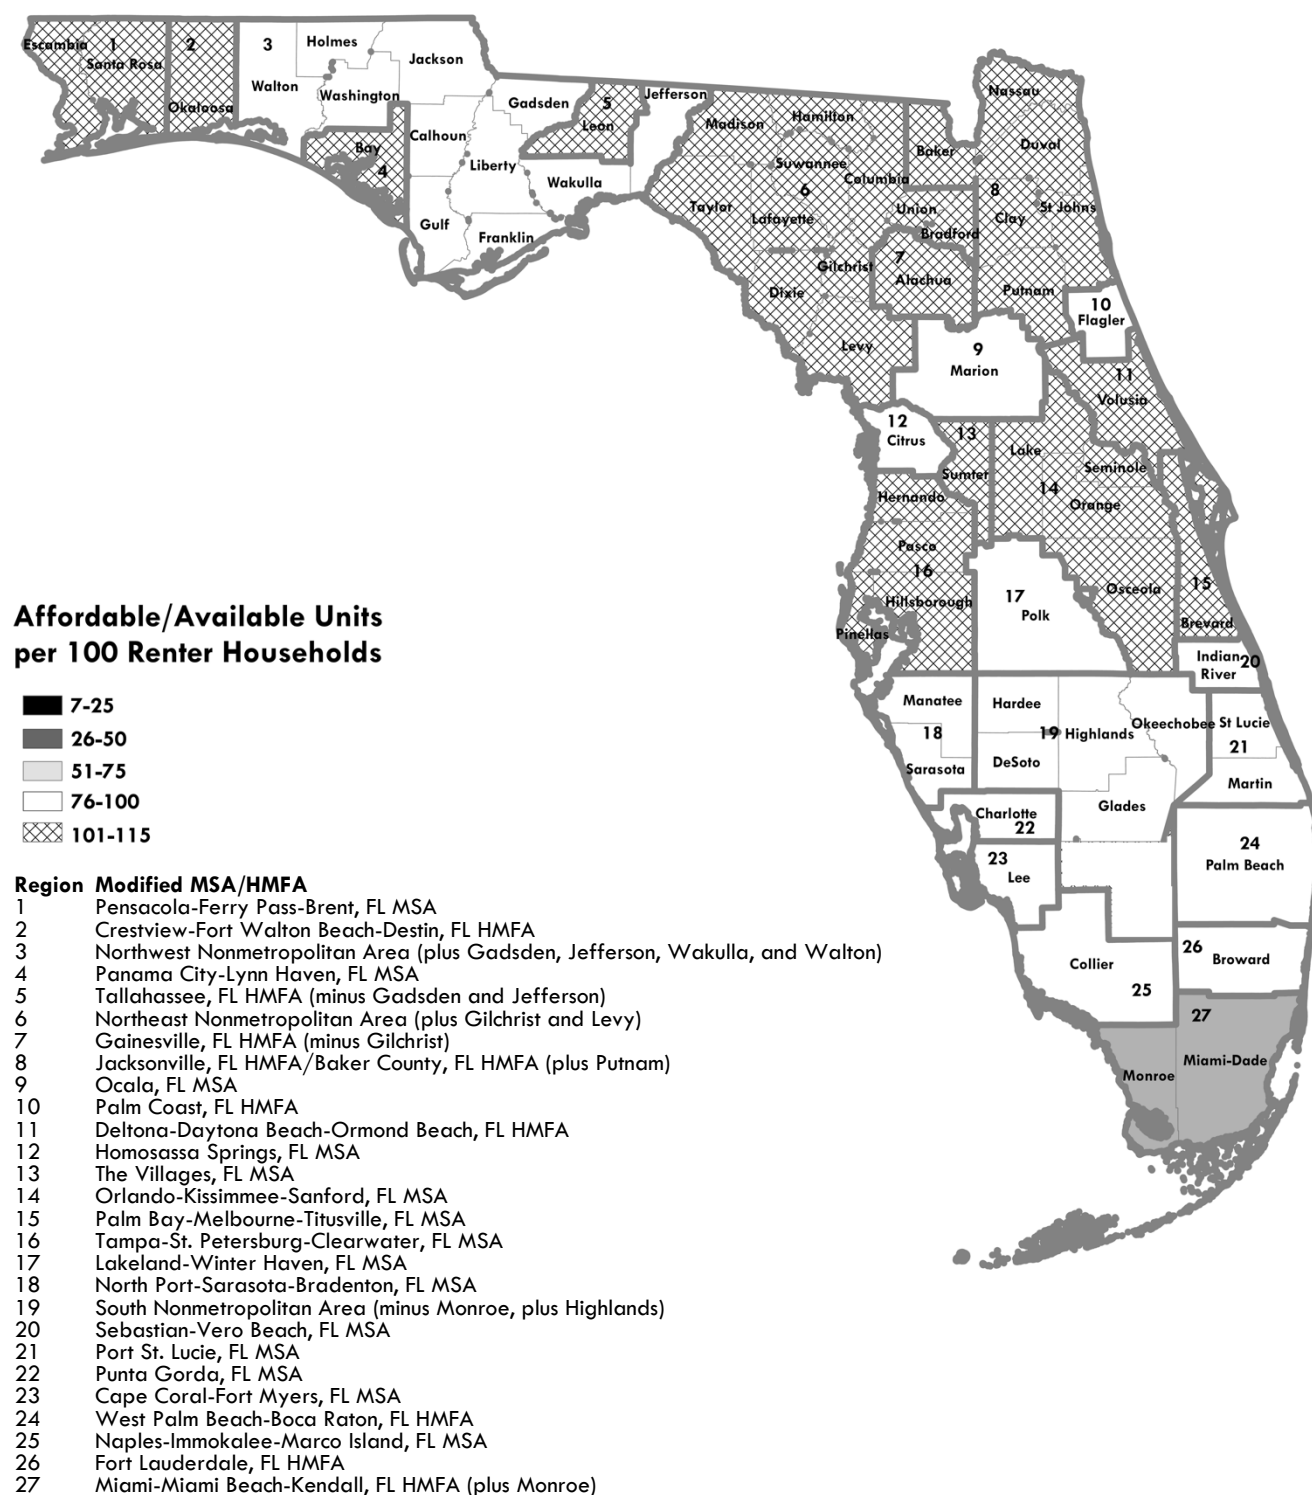 Escambia
1
Santa Rosa
2
Okaloosa
3
Walton
Holmes
Washington
Jackson
Bay
4
Calhoun
Gulf
Liberty
Franklin
Gadsden
5
Leon
Wakulla
Jefferson
Madison
Hamilton
Suwannee
Columbia
6
Taylor
Lafayette
Gilchrist
Dixie
Levy
Nassau
Duval
Baker
8
Clay
St Johns
Union
Bradford
7
Alachua
Putnam
10
Flagler
9
Marion
11
Volusia
12
Citrus
13
Sumter
Lake
Seminole
14
Orange
Hernando
Pasco
16
Hillsborough
Pinellas
Osceola
15
Brevard
17
Polk
Indian
River
20
Manatee
18
Sarasota
Hardee
19
Highlands
DeSoto
Okeechobee
St Lucie
21
Martin
Glades
Charlotte
22
23
Lee
24
Palm Beach
Collier
25
26
Broward
27
Miami-Dade
Monroe
Affordable/Available Units
per 100 Renter Households
7-25
26-50
51-75
76-100
101-115
Region Modified MSA/HMFA
1 Pensacola-Ferry Pass-Brent, FL MSA
2 Crestview-Fort Walton Beach-Destin, FL HMFA
3 Northwest Nonmetropolitan Area (plus Gadsden, Jefferson, Wakulla, and Walton)
4 Panama City-Lynn Haven, FL MSA
5 Tallahassee, FL HMFA (minus Gadsden and Jefferson)
6 Northeast Nonmetropolitan Area (plus Gilchrist and Levy)
7 Gainesville, FL HMFA (minus Gilchrist)
8 Jacksonville, FL HMFA/Baker County, FL HMFA (plus Putnam)
9 Ocala, FL MSA
10 Palm Coast, FL HMFA
11 Deltona-Daytona Beach-Ormond Beach, FL HMFA
12 Homosassa Springs, FL MSA
13 The Villages, FL MSA
14 Orlando-Kissimmee-Sanford, FL MSA
15 Palm Bay-Melbourne-Titusville, FL MSA
16 Tampa-St. Petersburg-Clearwater, FL MSA
17 Lakeland-Winter Haven, FL MSA
18 North Port-Sarasota-Bradenton, FL MSA
19 South Nonmetropolitan Area (minus Monroe, plus Highlands)
20 Sebastian-Vero Beach, FL MSA
21 Port St. Lucie, FL MSA
22 Punta Gorda, FL MSA
23 Cape Coral-Fort Myers, FL MSA
24 West Palm Beach-Boca Raton, FL HMFA
25 Naples-Immokalee-Marco Island, FL MSA
26 Fort Lauderdale, FL HMFA
27 Miami-Miami Beach-Kendall, FL HMFA (plus Monroe)